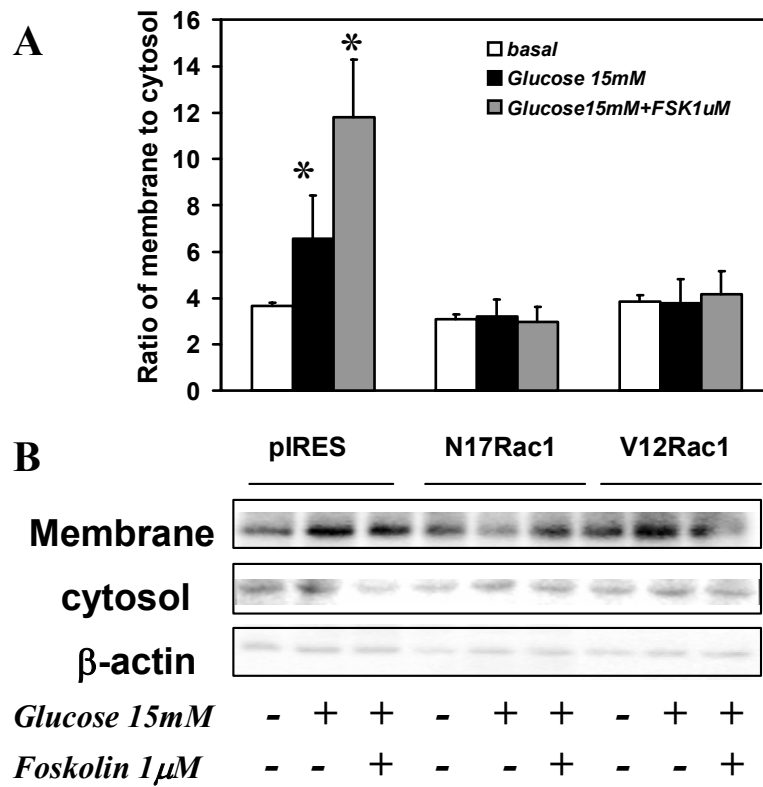 A
Ratio of membrane to cytosol
16
14
12
10
8
6
4
2
0
*
*
basal
Glucose 15mM
Glucose15mM+FSK1uM
B
pIRES N17Rac1 V12Rac1
Membrane
cytosol
β-actin
Glucose 15mM - + + - + + - + +
Foskolin 1μM - - + - - + - - +